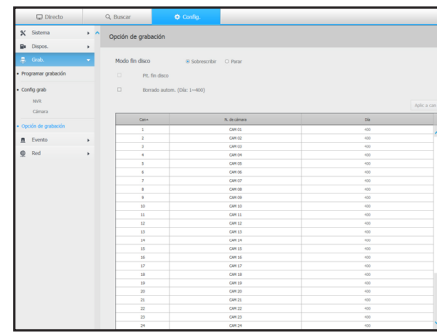 Directo
Buscar
Config.
Sistema
Dispos.
Grab.
Programar grabación
Config grab
NVR
Cámara
Opción de grabación
Evento
Red
Opción de grabación
Modo fin disco Sobrescribir Parar
Pit. fin disco
Borrado autom. (Día: 1~400)
N. de cámara Día
1 CAM 01 400
2 CAM 02 400
3 CAM 03 400
4 CAM 04 400
5 CAM 05 400
6 CAM 06 400
7 CAM 07 400
8 CAM 08 400
9 CAM 09 400
10 CAM 10 400
11 CAM 11 400
12 CAM 12 400
13 CAM 13 400
14 CAM 14 400
15 CAM 15 400
16 CAM 16 400
17 CAM 17 400
18 CAM 18 400
19 CAM 19 400
20 CAM 20 400
21 CAM 21 400
22 CAM 22 400
23 CAM 23 400
24 CAM 24 400